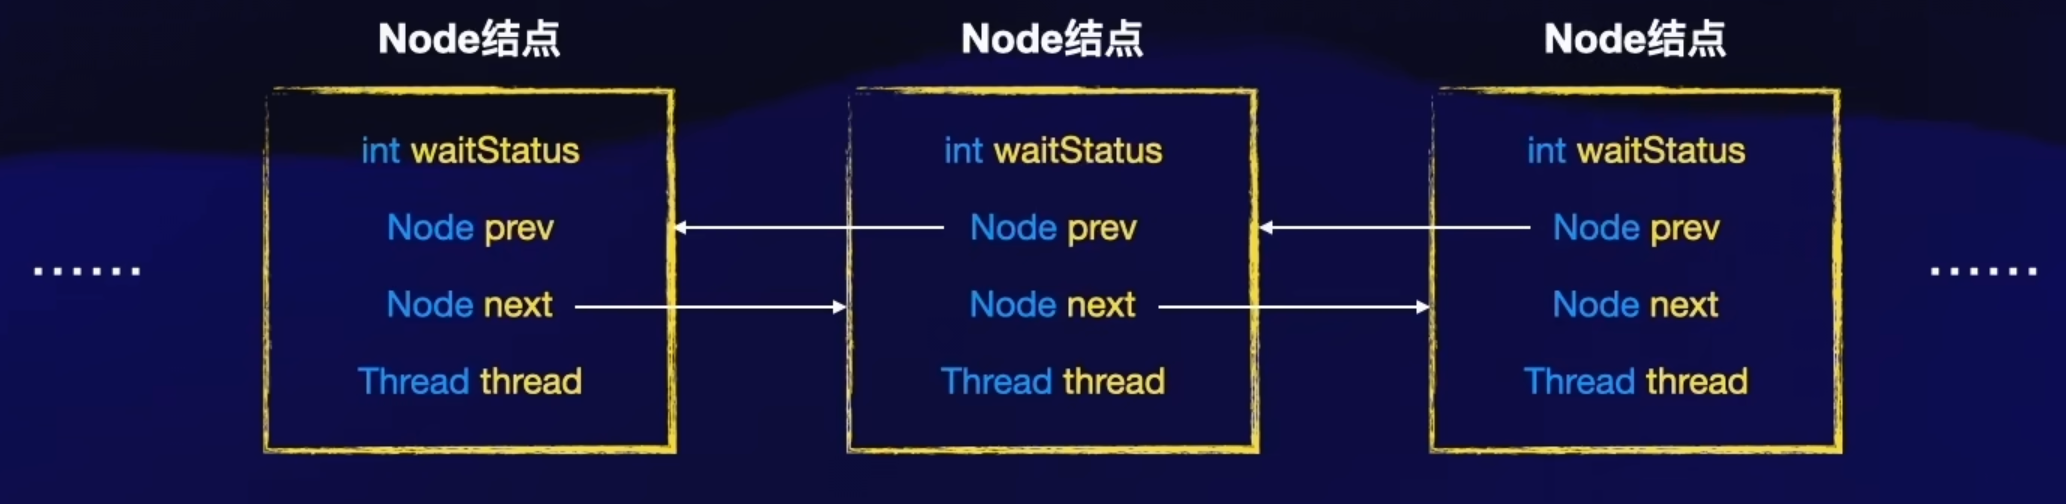 Node结点
int waitStatus
Node prev
Node next
Thread thread
Node结点
int waitStatus
Node prev
Node next
Thread thread
Node结点
int waitStatus
Node prev
Node next
Thread thread
......
......